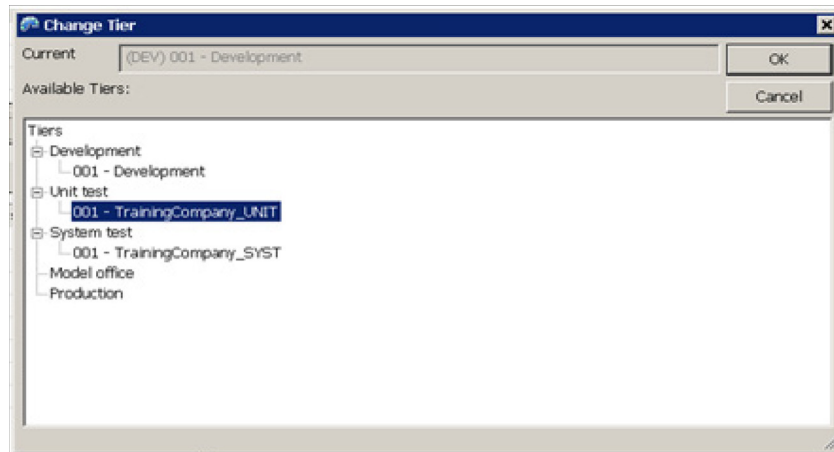 Change Tier
Current (DEV) 001 - Development OK
Available Tiers: Cancel
Tiers
Development
001 - Development
Unit test
001 - TrainingCompany_UNIT
System test
001 - TrainingCompany_SYST
Model office
Production